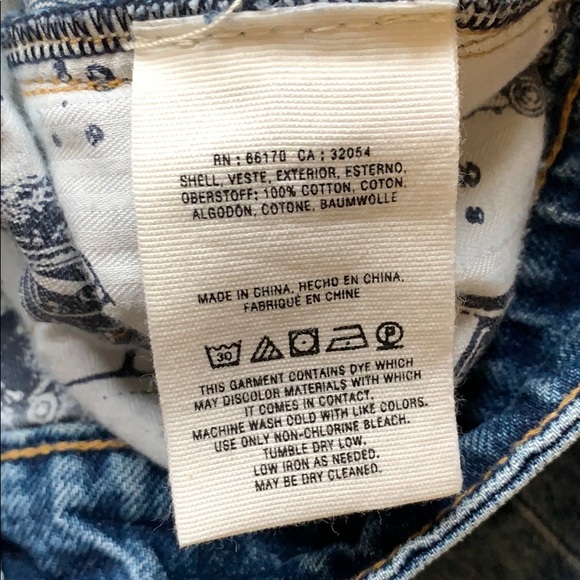 RN : 66170 CA : 32054
SHELL, VESTE, EXTERIOR, ESTERNO,
OBERSTOFF: 100% COTTON, COTON,
ALGODÓN, COTONE, BAUMWOLLE
MADE IN CHINA, HECHO EN CHINA,
FABRIQUÉ EN CHINE
30 P
THIS GARMENT CONTAINS DYE WHICH
MAY DISCOLOR MATERIALS WITH WHICH
IT COMES IN CONTACT.
MACHINE WASH COLD WITH LIKE COLORS.
USE ONLY NON-CHLORINE BLEACH.
TUMBLE DRY LOW.
LOW IRON AS NEEDED.
MAY BE DRY CLEANED.